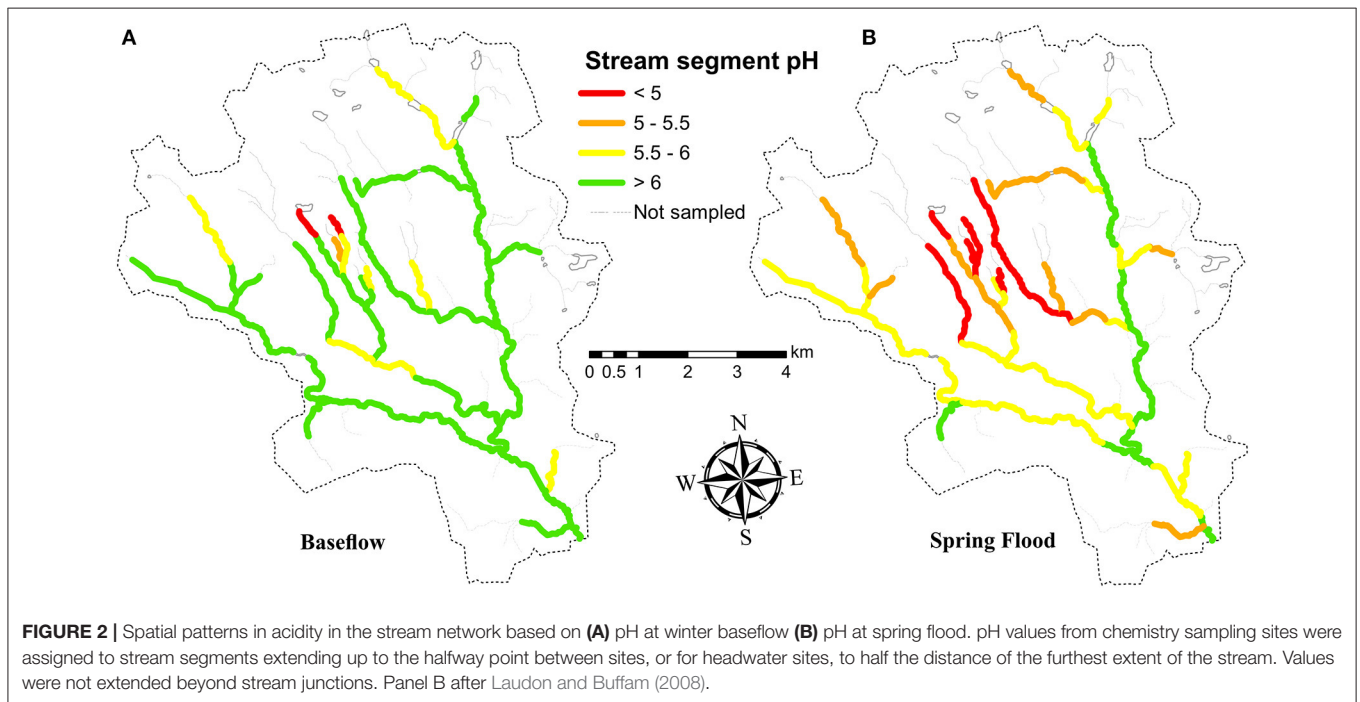 A
B
Stream segment pH
< 5
5 - 5.5
5.5 - 6
> 6
Not sampled
km
0 0.5 1 2 3 4
N
W E
S
Baseflow
Spring Flood
FIGURE 2 | Spatial patterns in acidity in the stream network based on (A) pH at winter baseflow (B) pH at spring flood. pH values from chemistry sampling sites were
assigned to stream segments extending up to the halfway point between sites, or for headwater sites, to half the distance of the furthest extent of the stream. Values
were not extended beyond stream junctions. Panel B after Laudon and Buffam (2008).